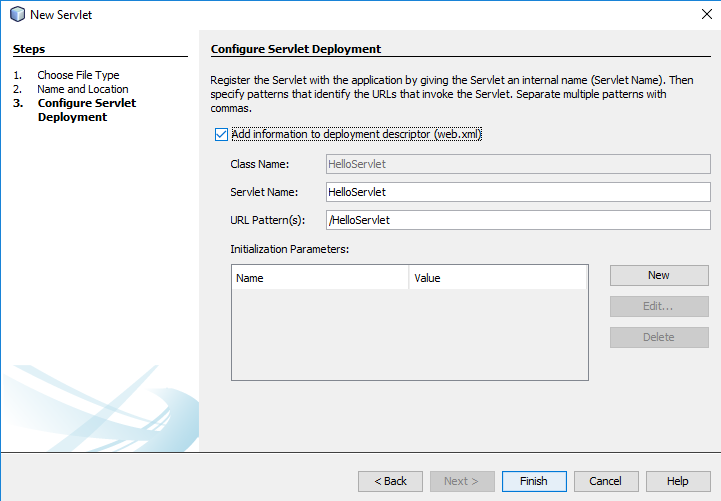 New Servlet
Steps
1. Choose File Type
2. Name and Location
3. Configure Servlet
Deployment
Configure Servlet Deployment
Register the Servlet with the application by giving the Servlet an internal name (Servlet Name). Then
specify patterns that identify the URLs that invoke the Servlet. Separate multiple patterns with
commas.
Add information to deployment descriptor (web.xml)
Class Name: HelloServlet
Servlet Name: HelloServlet
URL Pattern(s): /HelloServlet
Initialization Parameters:
Name Value
New
Edit...
Delete
< Back Next > Finish Cancel Help